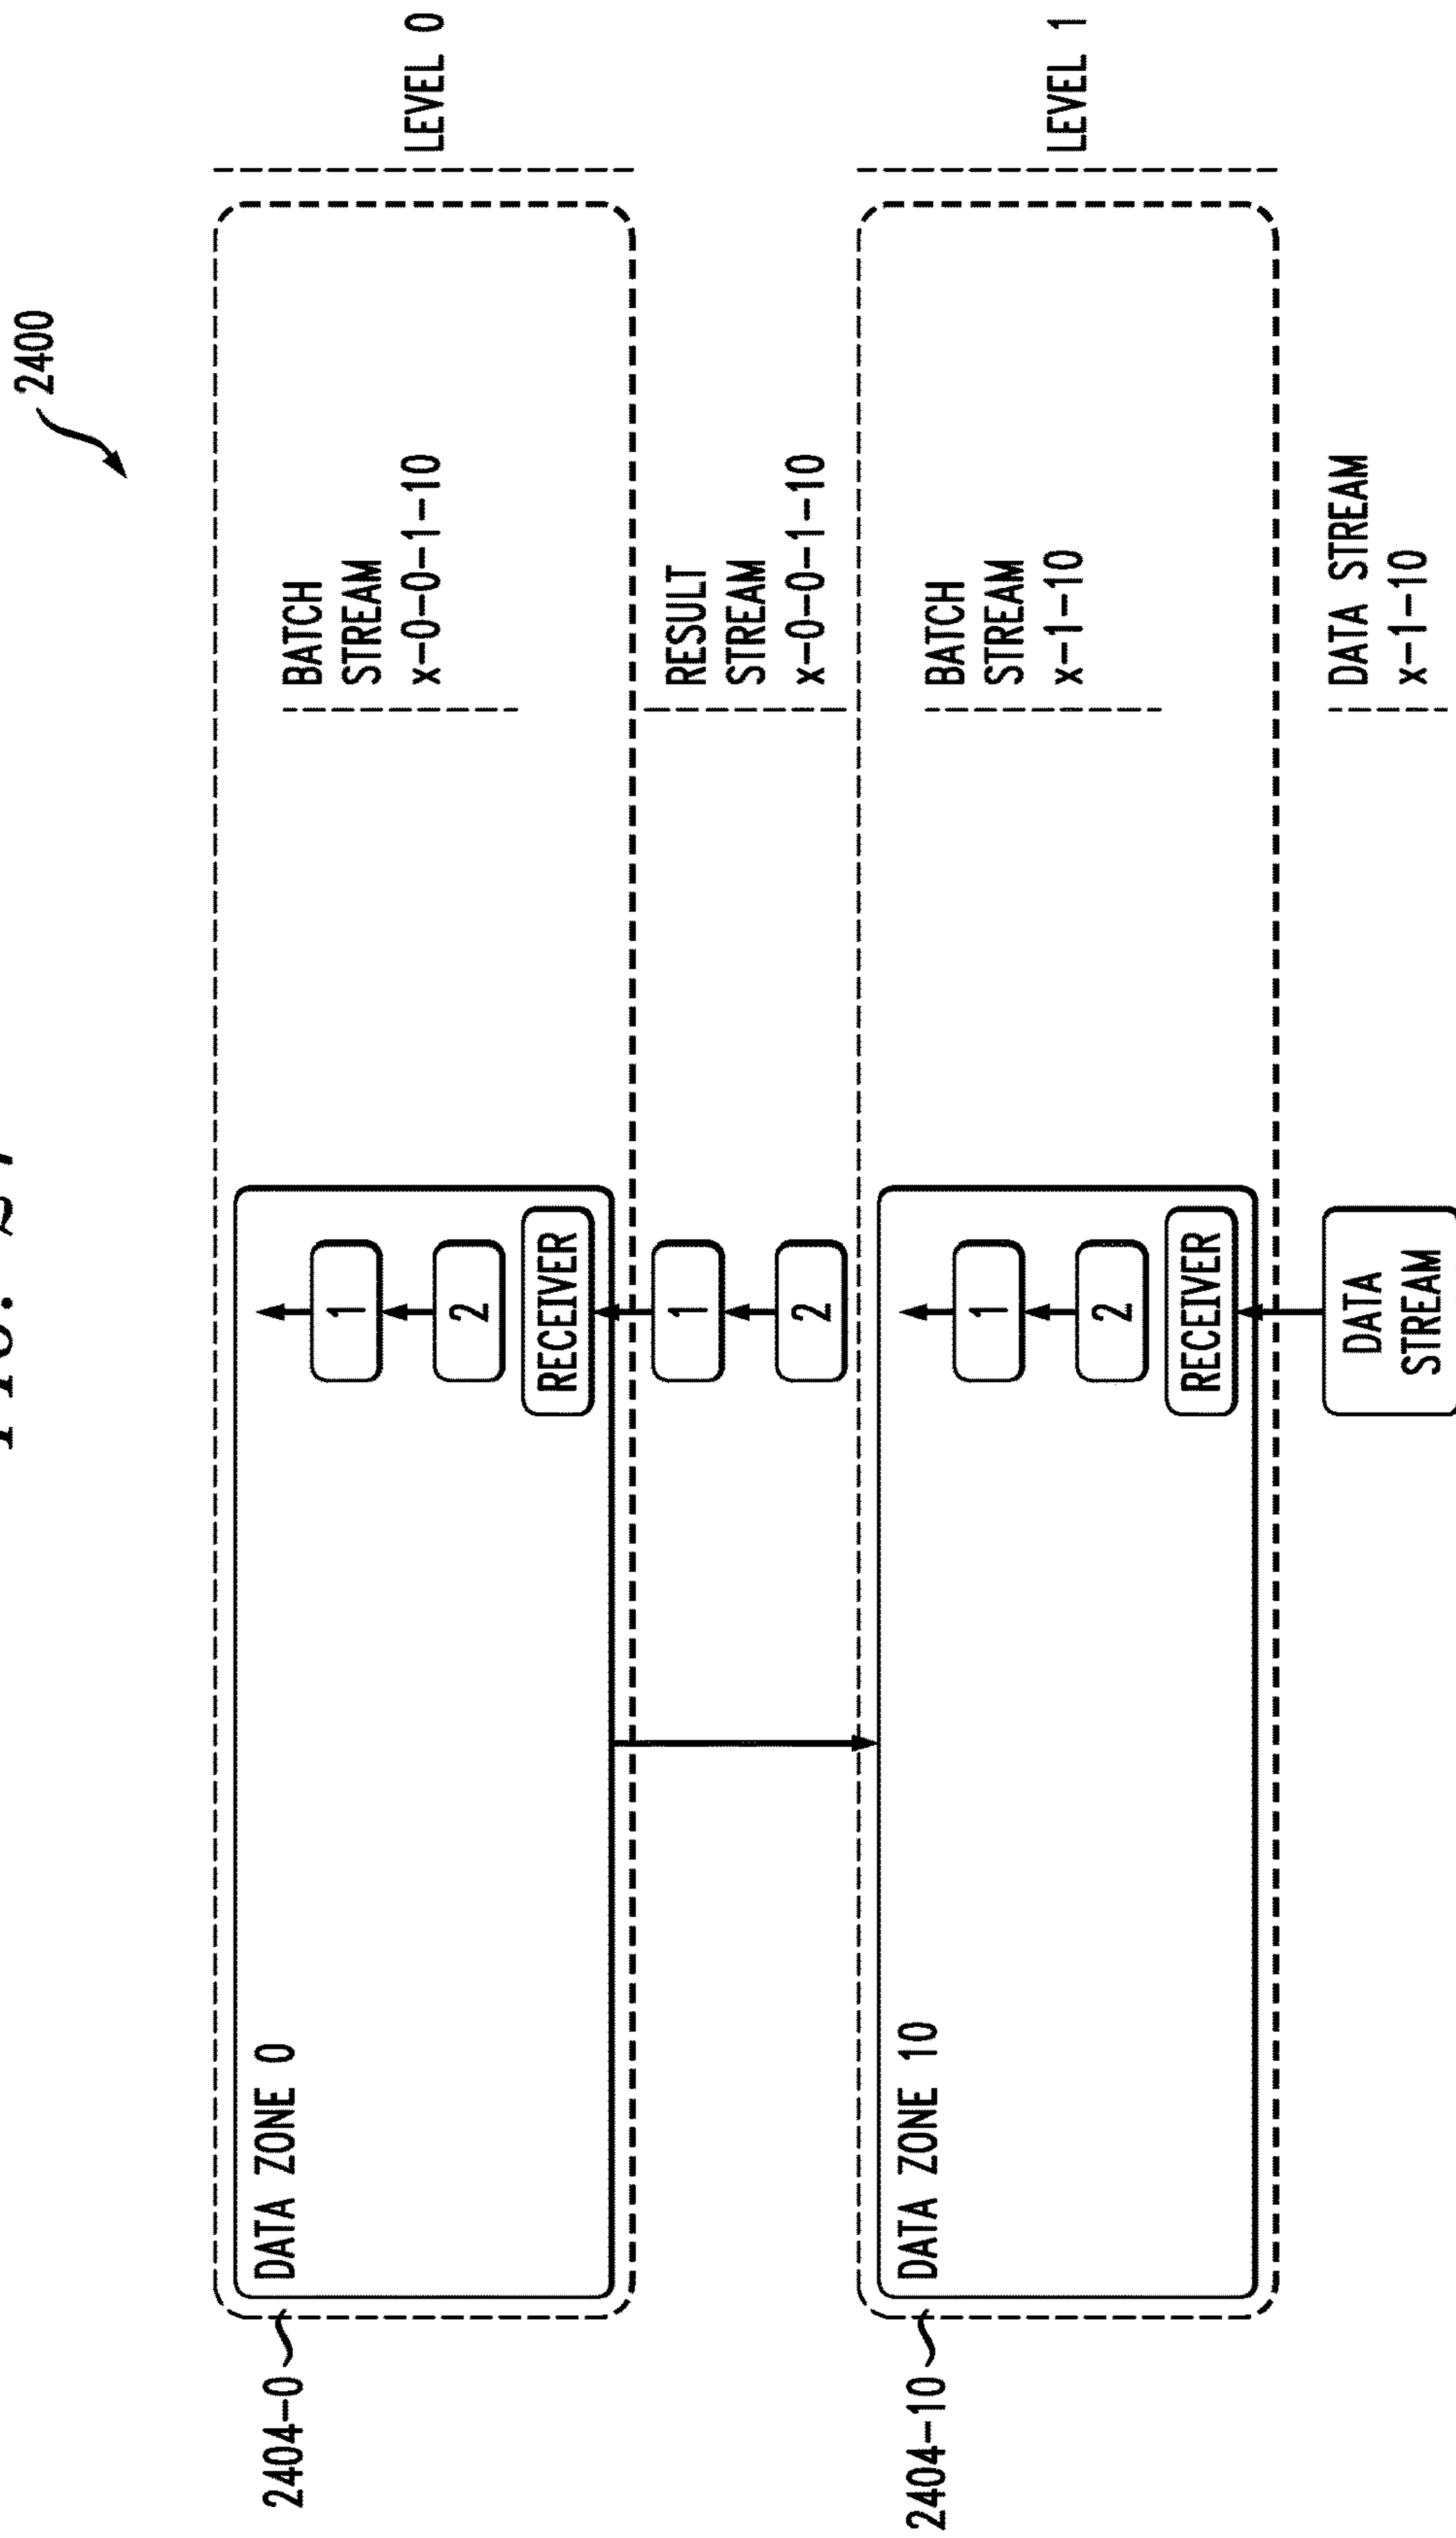 2400
2404-0
DATA ZONE 0
1
2
RECEIVER
BATCH
STREAM
x-0-0-1-10
LEVEL 0
1
2
RESULT
STREAM
x-0-0-1-10
2404-10
DATA ZONE 10
1
2
RECEIVER
BATCH
STREAM
x-1-10
LEVEL 1
DATA
STREAM
DATA STREAM
x-1-10